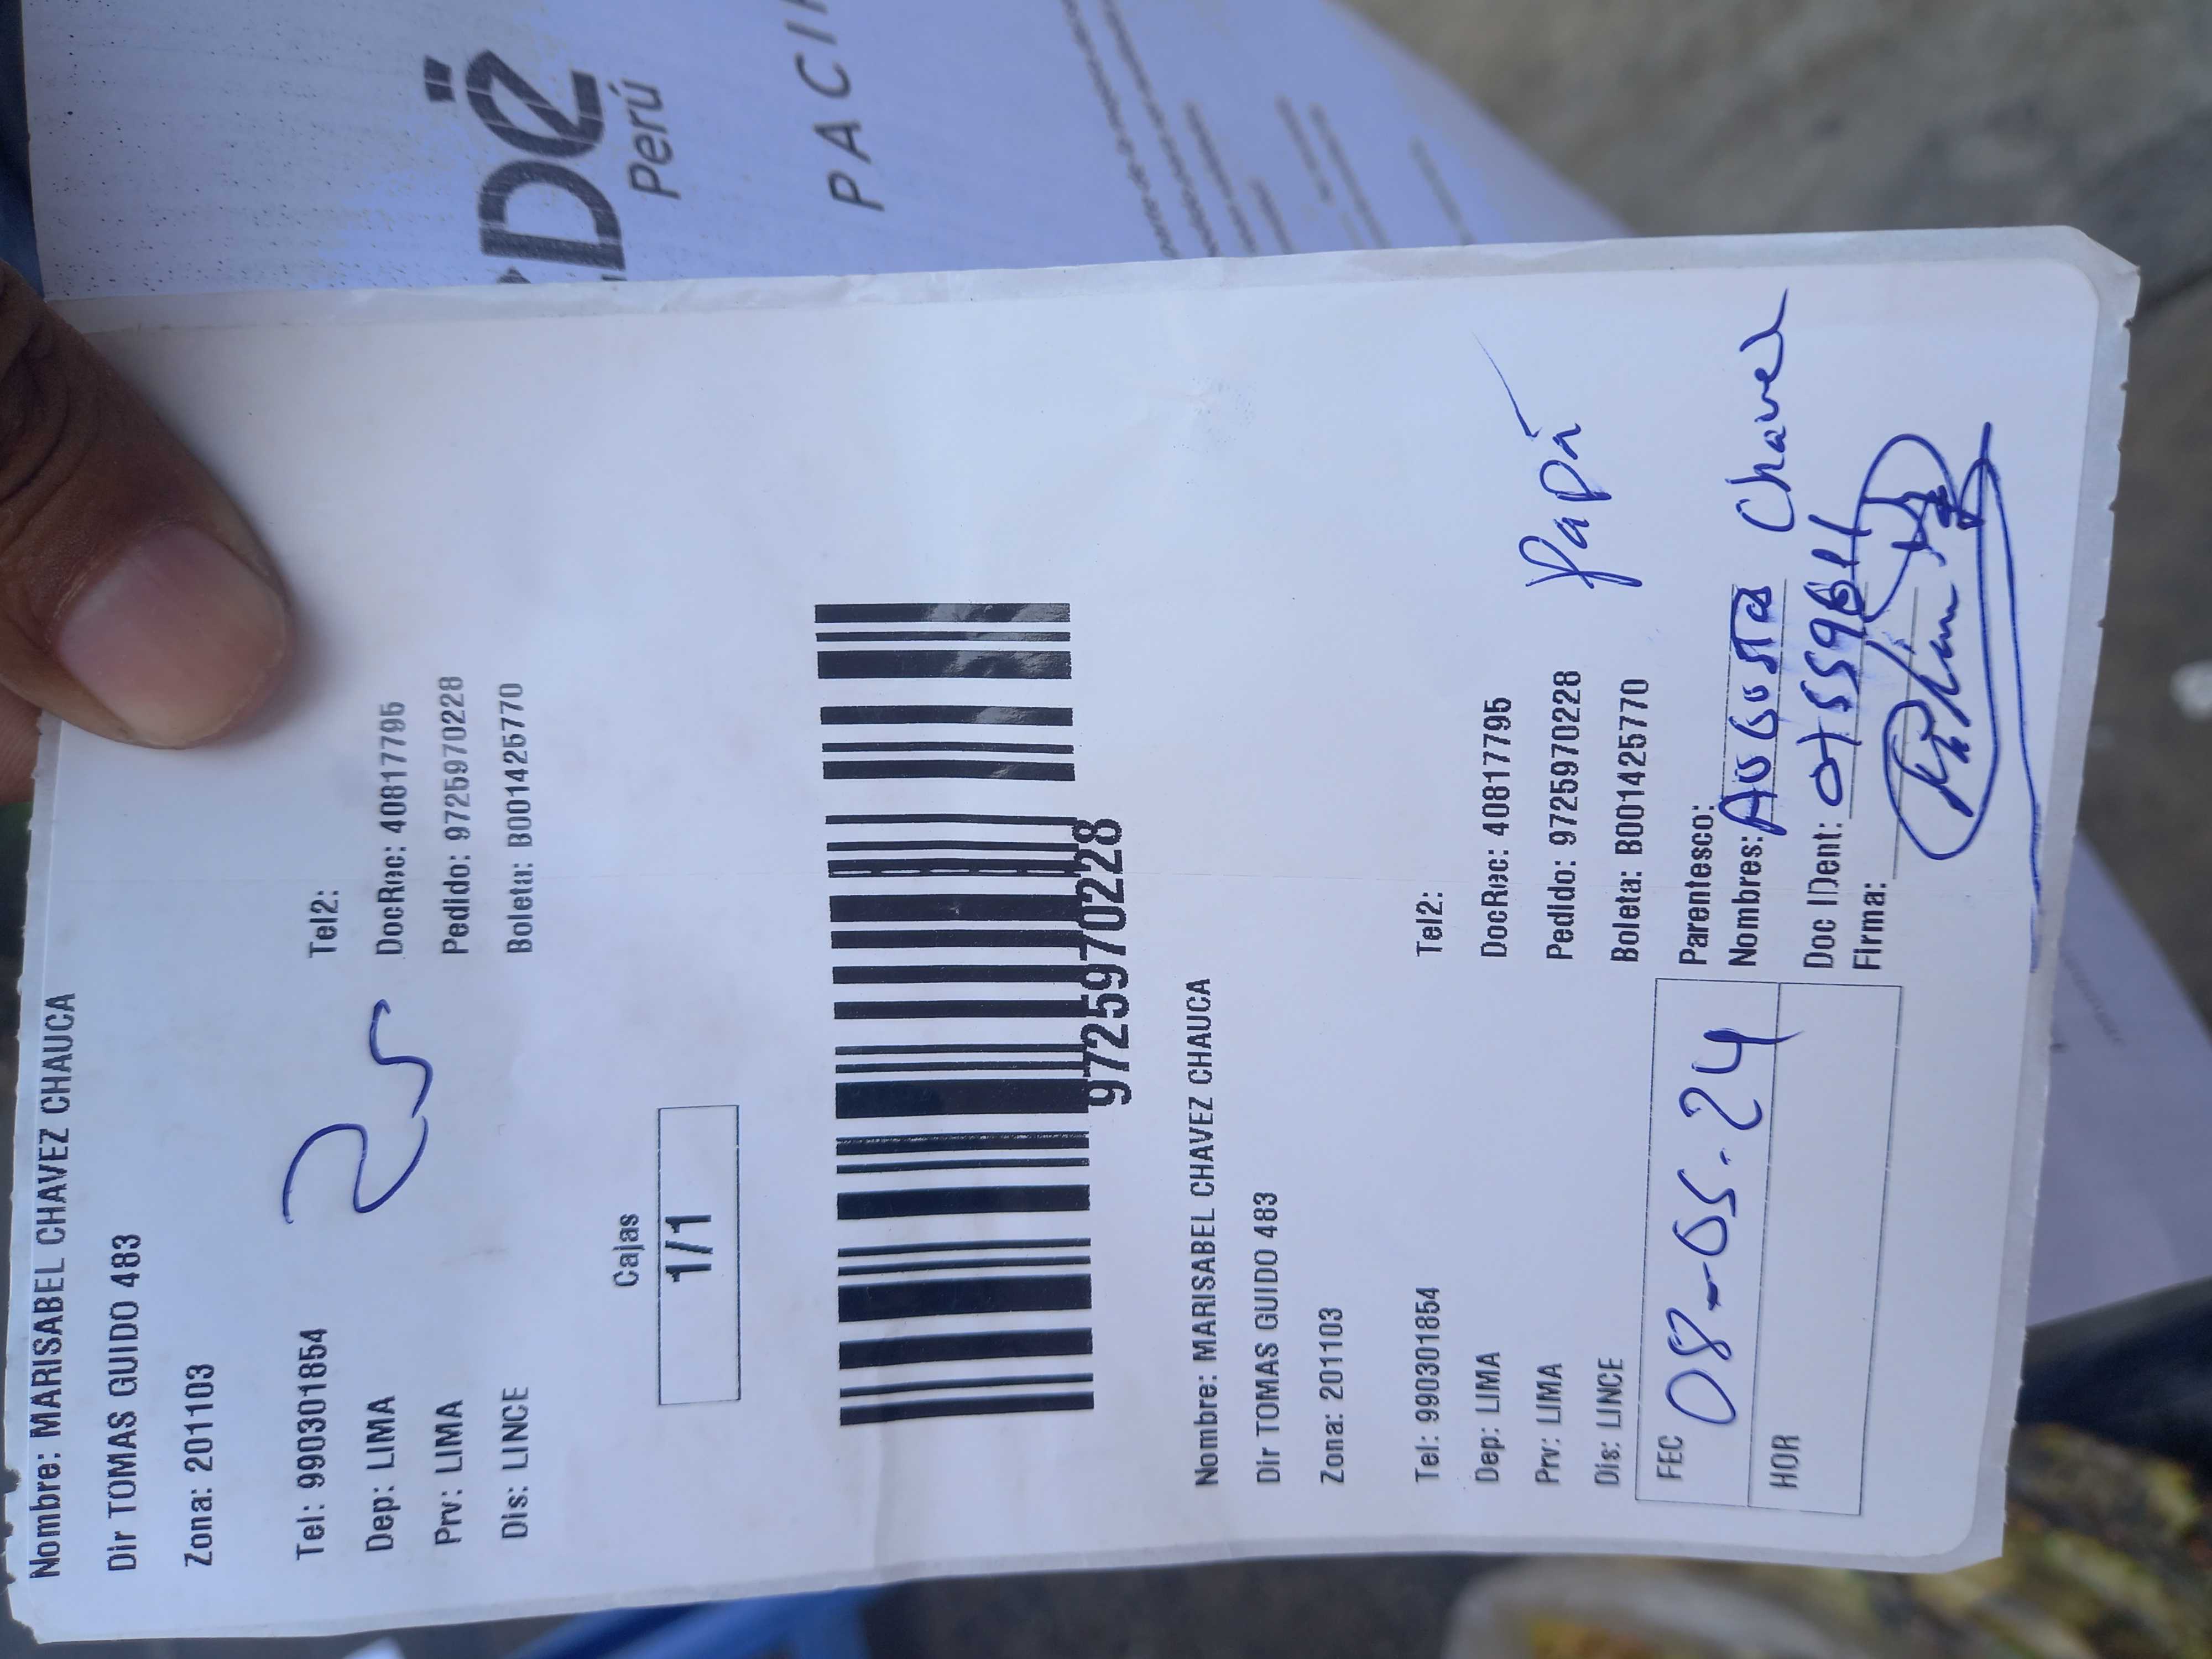 Nombre: MARISABEL CHAVEZ CHAUCA
Dir TOMAS GUIDO 483
Zona: 201103
Tel: 990301854 Tel2:
Dep: LIMA DocRec: 40817795
Prv: LIMA Pedido: 9725970228
Dis: LINCE Boleta: B001425770
25
Cajas
1/1
9725970228
Nombre: MARISABEL CHAVEZ CHAUCA
Dir TOMAS GUIDO 483
Zona: 201103
Tel: 990301854 Tel2:
Dep: LIMA DocRec: 40817795
Prv: LIMA Pedido: 9725970228
Dis: LINCE Boleta: B001425770
Parentesco: Papá
FEC 08-05-24 Nombres: Augusto Chavez
HOR Doc IDent:
Firma:
Perú